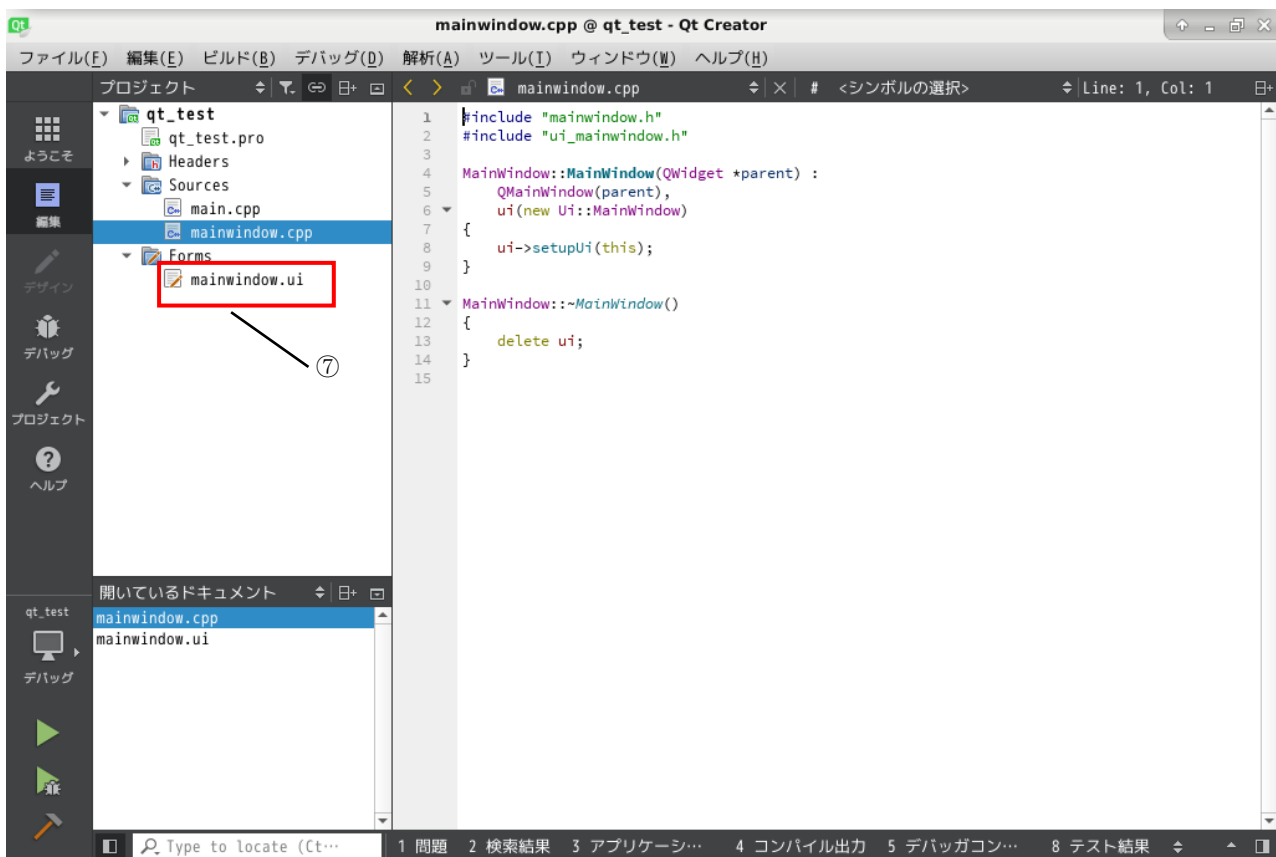 mainwindow.cpp @ qt_test - Qt Creator
ファイル(F) 編集(E) ビルド(B) デバッグ(D) 解析(A) ツール(T) ウィンドウ(W) ヘルプ(H)
プロジェクト
mainwindow.cpp # <シンボルの選択> Line: 1, Col: 1
ようこそ
編集
デザイン
デバッグ
プロジェクト
ヘルプ
qt_test
qt_test.pro
Headers
Sources
main.cpp
mainwindow.cpp
Forms
mainwindow.ui
⑦
1 #include "mainwindow.h"
2 #include "ui_mainwindow.h"
3
4 MainWindow::MainWindow(QWidget *parent) :
5     QMainWindow(parent),
6     ui(new Ui::MainWindow)
7 {
8     ui->setupUi(this);
9 }
10
11 MainWindow::~MainWindow()
12 {
13     delete ui;
14 }
15
開いているドキュメント
mainwindow.cpp
mainwindow.ui
qt_test
デバッグ
Type to locate (Ct… 1 問題 2 検索結果 3 アプリケーシ… 4 コンパイル出力 5 デバッガコン… 8 テスト結果